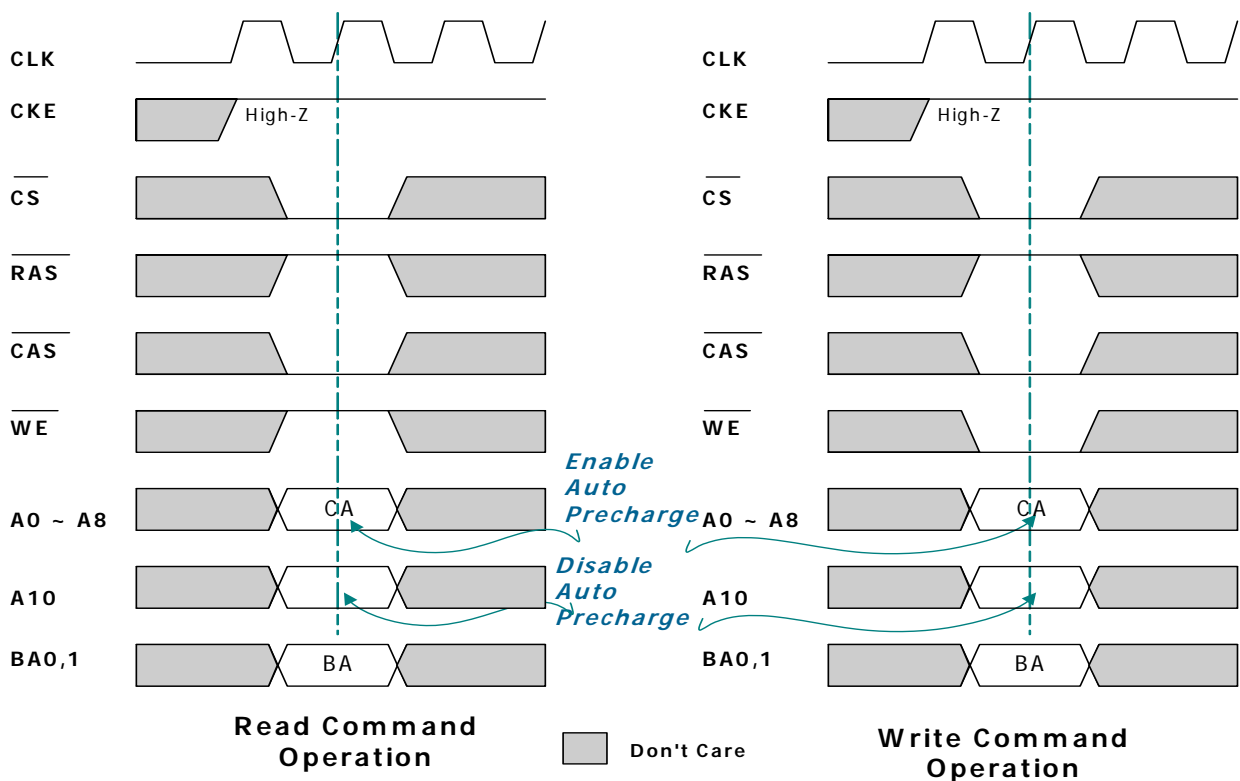 CLK
CKE
High-Z
CS
RAS
CAS
WE
A0 ~ A8
CA
A10
BA0,1
BA
Read Command
Operation
Enable
Auto
Precharge
Disable
Auto
Precharge
Don't Care
CLK
CKE
High-Z
CS
RAS
CAS
WE
A0 ~ A8
CA
A10
BA0,1
BA
Write Command
Operation